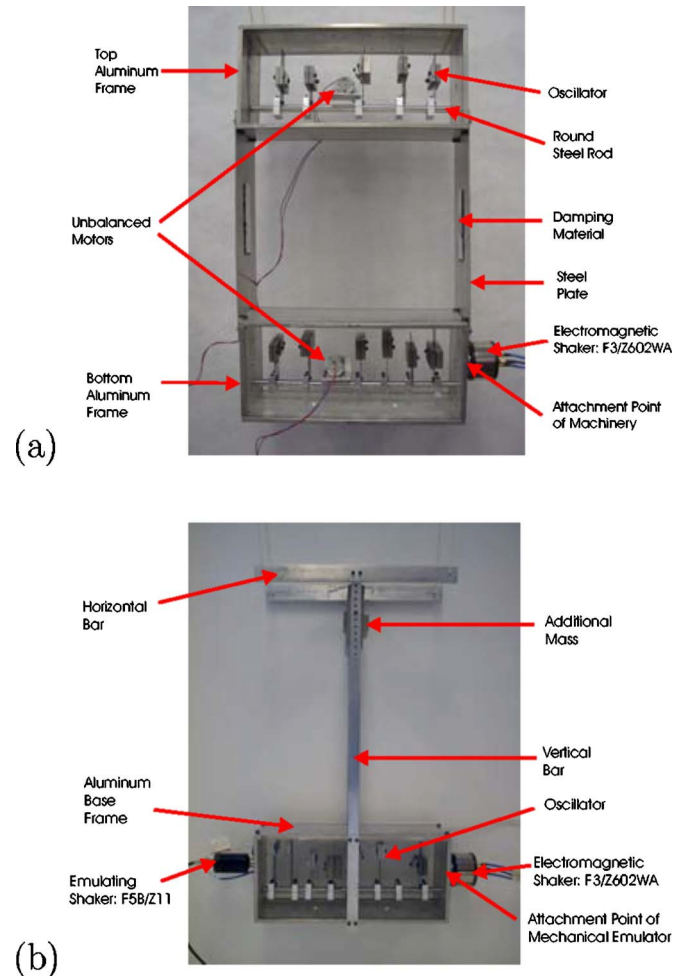 Top
Aluminum
Frame
Oscillator
Round
Steel Rod
Unbalanced
Motors
Damping
Material
Steel
Plate
Electromagnetic
Shaker: F3/Z602WA
Bottom
Aluminum
Frame
Attachment Point
of Machinery
(a)
Horizontal
Bar
Additional
Mass
Vertical
Bar
Aluminum
Base
Frame
Oscillator
Emulating
Shaker: F5B/Z11
Electromagnetic
Shaker: F3/Z602WA
Attachment Point of
Mechanical Emulator
(b)